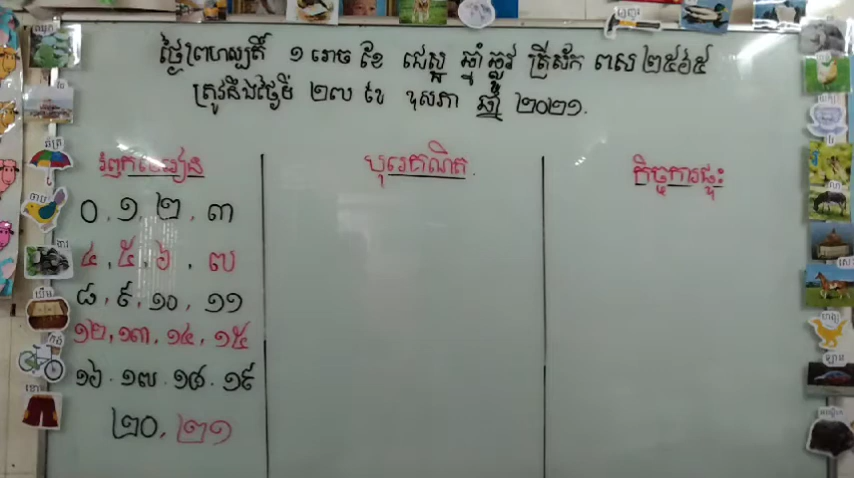 ថ្ងៃព្រហស្បតិ៍ ១ រោច ខែ ជេស្ឋ ឆ្នាំ ឆ្លូវ ត្រីស័ក ពស ២៥៦៥
ត្រូវនឹងថ្ងៃទី ២៧ ខែ ឧសភា ឆ្នាំ ២០២១.
រំឭកមេរៀន
០, ១, ២, ៣
៤, ៥, ៦, ៧
៨, ៩, ១០, ១១
១២, ១៣, ១៤, ១៥
១៦. ១៧. ១៨. ១៩
២០, ២១
បុរេគណិត
កិច្ចការផ្ទះ